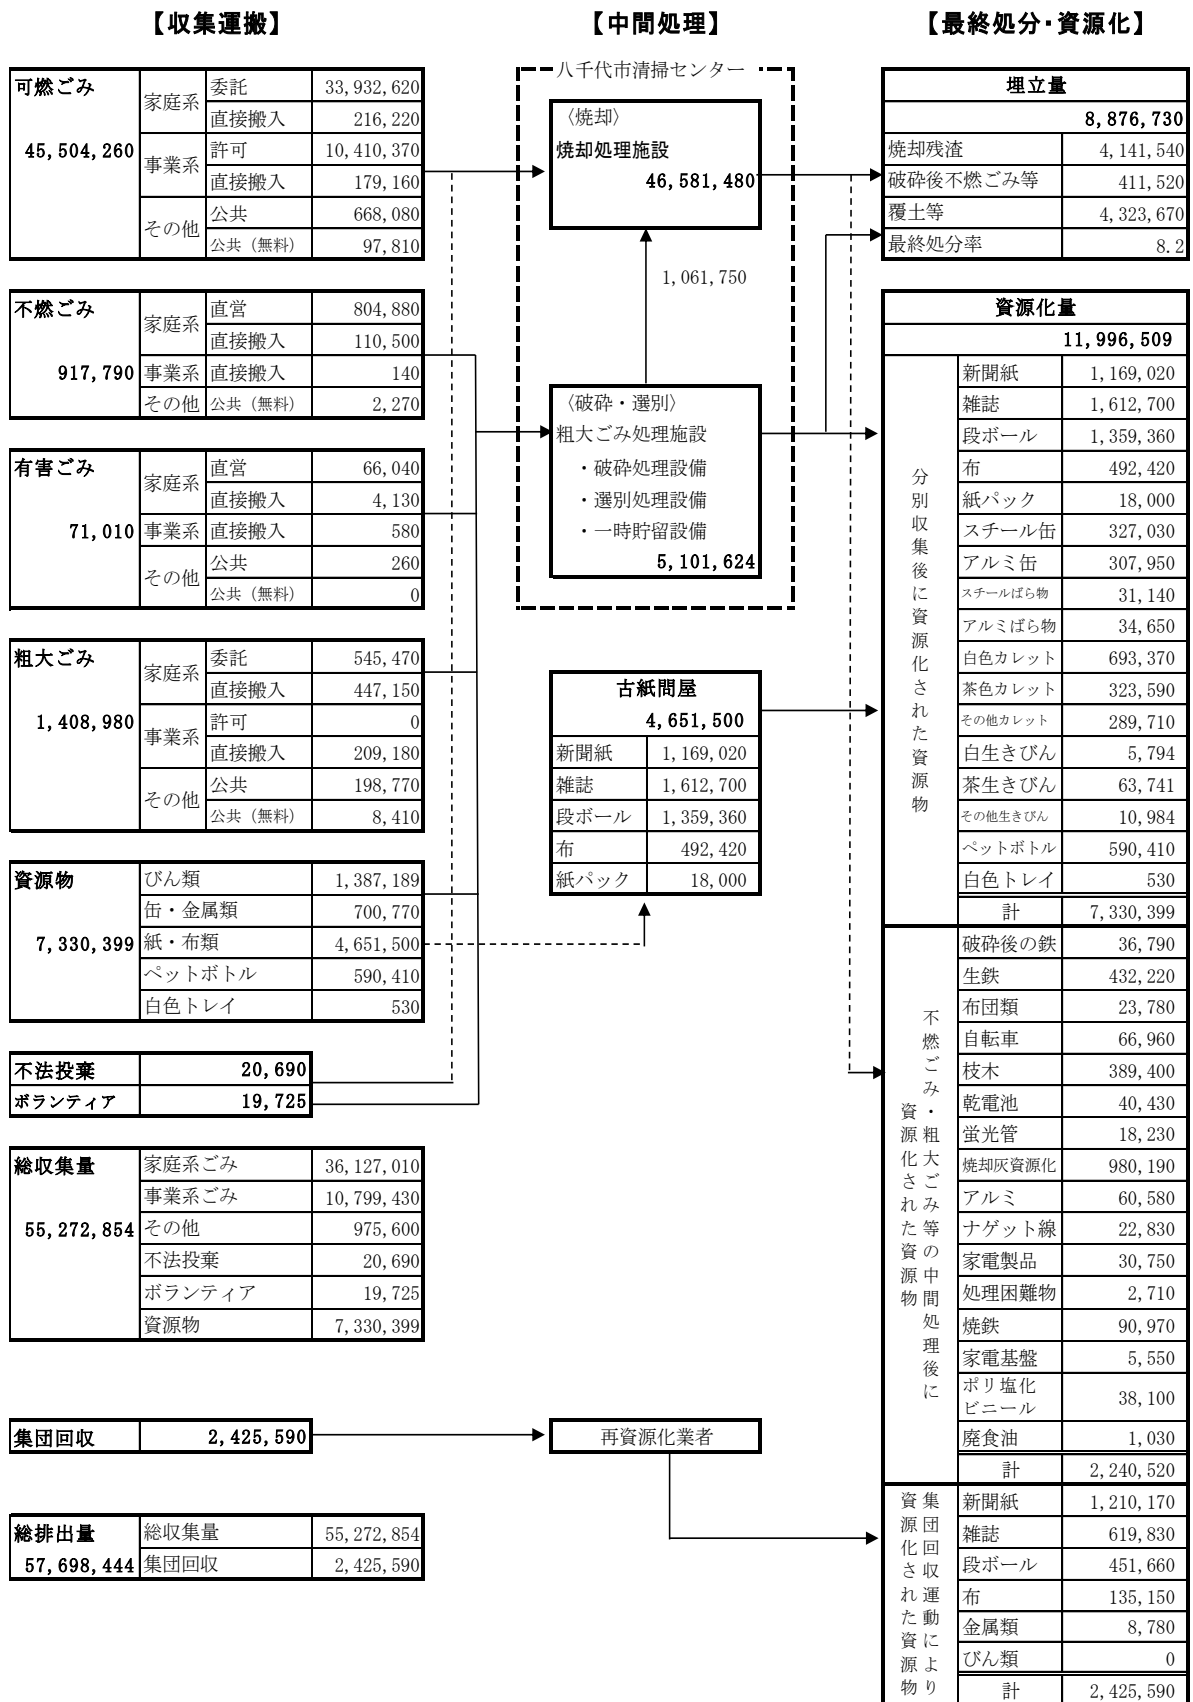 【収集運搬】
【中間処理】
【最終処分・資源化】
可燃ごみ
45,504,260
家庭系 委託 33,932,620
直接搬入 216,220
事業系 許可 10,410,370
直接搬入 179,160
その他 公共 668,080
公共（無料） 97,810
不燃ごみ
917,790
家庭系 直営 804,880
直接搬入 110,500
事業系 直接搬入 140
その他 公共（無料） 2,270
有害ごみ
71,010
家庭系 直営 66,040
直接搬入 4,130
事業系 直接搬入 580
その他 公共 260
公共（無料） 0
粗大ごみ
1,408,980
家庭系 委託 545,470
直接搬入 447,150
事業系 許可 0
直接搬入 209,180
その他 公共 198,770
公共（無料） 8,410
資源物
7,330,399
びん類 1,387,189
缶・金属類 700,770
紙・布類 4,651,500
ペットボトル 590,410
白色トレイ 530
不法投棄 20,690
ボランティア 19,725
総収集量
55,272,854
家庭系ごみ 36,127,010
事業系ごみ 10,799,430
その他 975,600
不法投棄 20,690
ボランティア 19,725
資源物 7,330,399
集団回収 2,425,590
総排出量
57,698,444
総収集量 55,272,854
集団回収 2,425,590
八千代市清掃センター
〈焼却〉
焼却処理施設
46,581,480
1,061,750
〈破砕・選別〉
粗大ごみ処理施設
・破砕処理設備
・選別処理設備
・一時貯留設備
5,101,624
古紙問屋
4,651,500
新聞紙 1,169,020
雑誌 1,612,700
段ボール 1,359,360
布 492,420
紙パック 18,000
再資源化業者
埋立量
8,876,730
焼却残渣 4,141,540
破砕後不燃ごみ等 411,520
覆土等 4,323,670
最終処分率 8.2
資源化量
11,996,509
分別収集後に資源化された資源物
新聞紙 1,169,020
雑誌 1,612,700
段ボール 1,359,360
布 492,420
紙パック 18,000
スチール缶 327,030
アルミ缶 307,950
スチールばら物 31,140
アルミばら物 34,650
白色カレット 693,370
茶色カレット 323,590
その他カレット 289,710
白生きびん 5,794
茶生きびん 63,741
その他生きびん 10,984
ペットボトル 590,410
白色トレイ 530
計 7,330,399
不燃ごみ・粗大ごみ等の中間処理後に
資源化された資源物
破砕後の鉄 36,790
生鉄 432,220
布団類 23,780
自転車 66,960
枝木 389,400
乾電池 40,430
蛍光管 18,230
焼却灰資源化 980,190
アルミ 60,580
ナゲット線 22,830
家電製品 30,750
処理困難物 2,710
焼鉄 90,970
家電基盤 5,550
ポリ塩化
ビニール 38,100
廃食油 1,030
計 2,240,520
集団回収運動により
資源化された資源物
新聞紙 1,210,170
雑誌 619,830
段ボール 451,660
布 135,150
金属類 8,780
びん類 0
計 2,425,590